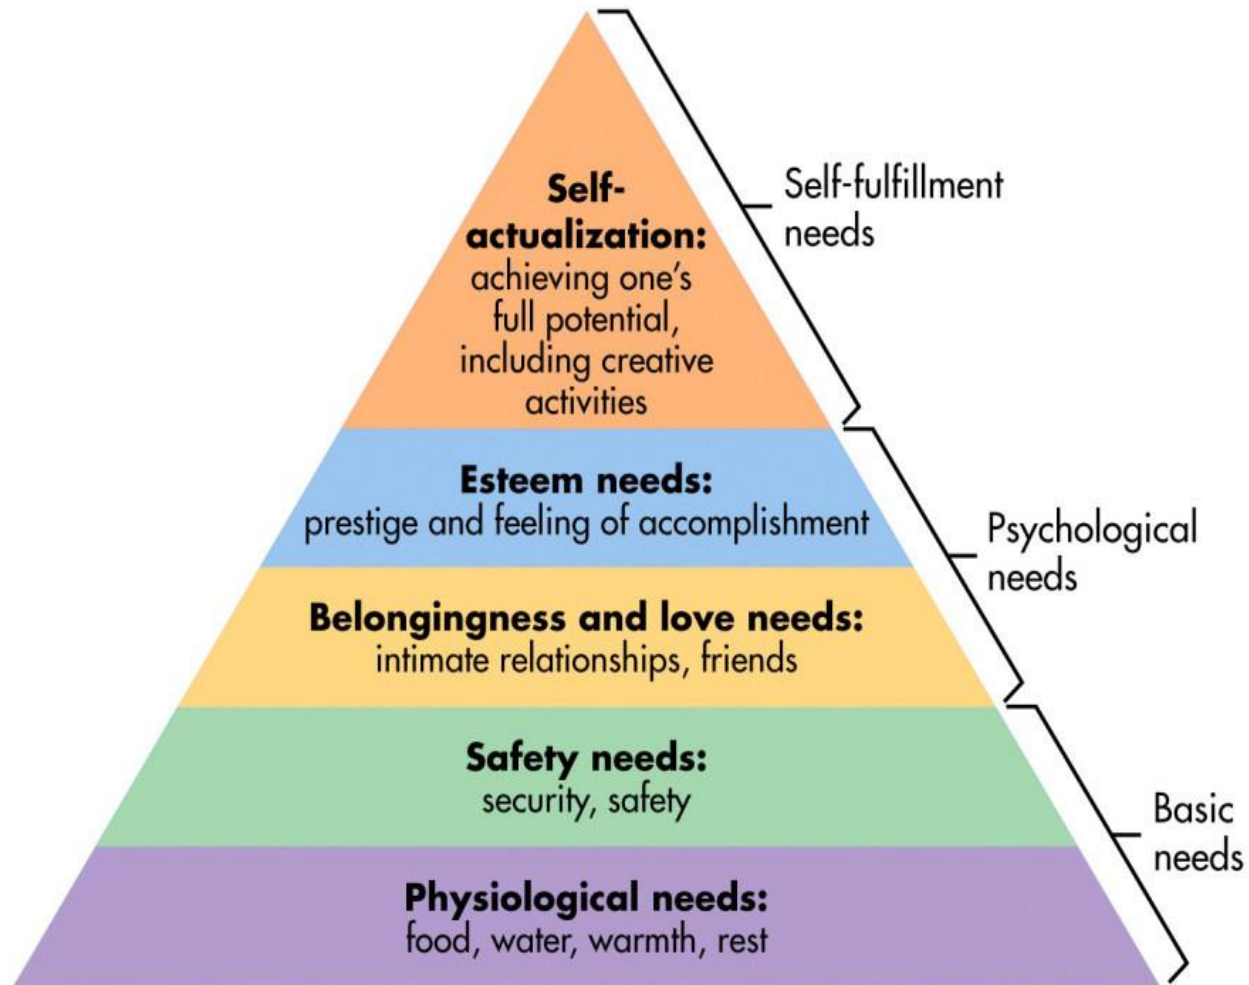 Self-
actualization:
achieving one's
full potential,
including creative
activities
Self-fulfillment
needs
Esteem needs:
prestige and feeling of accomplishment
Psychological
needs
Belongingness and love needs:
intimate relationships, friends
Safety needs:
security, safety
Basic
needs
Physiological needs:
food, water, warmth, rest